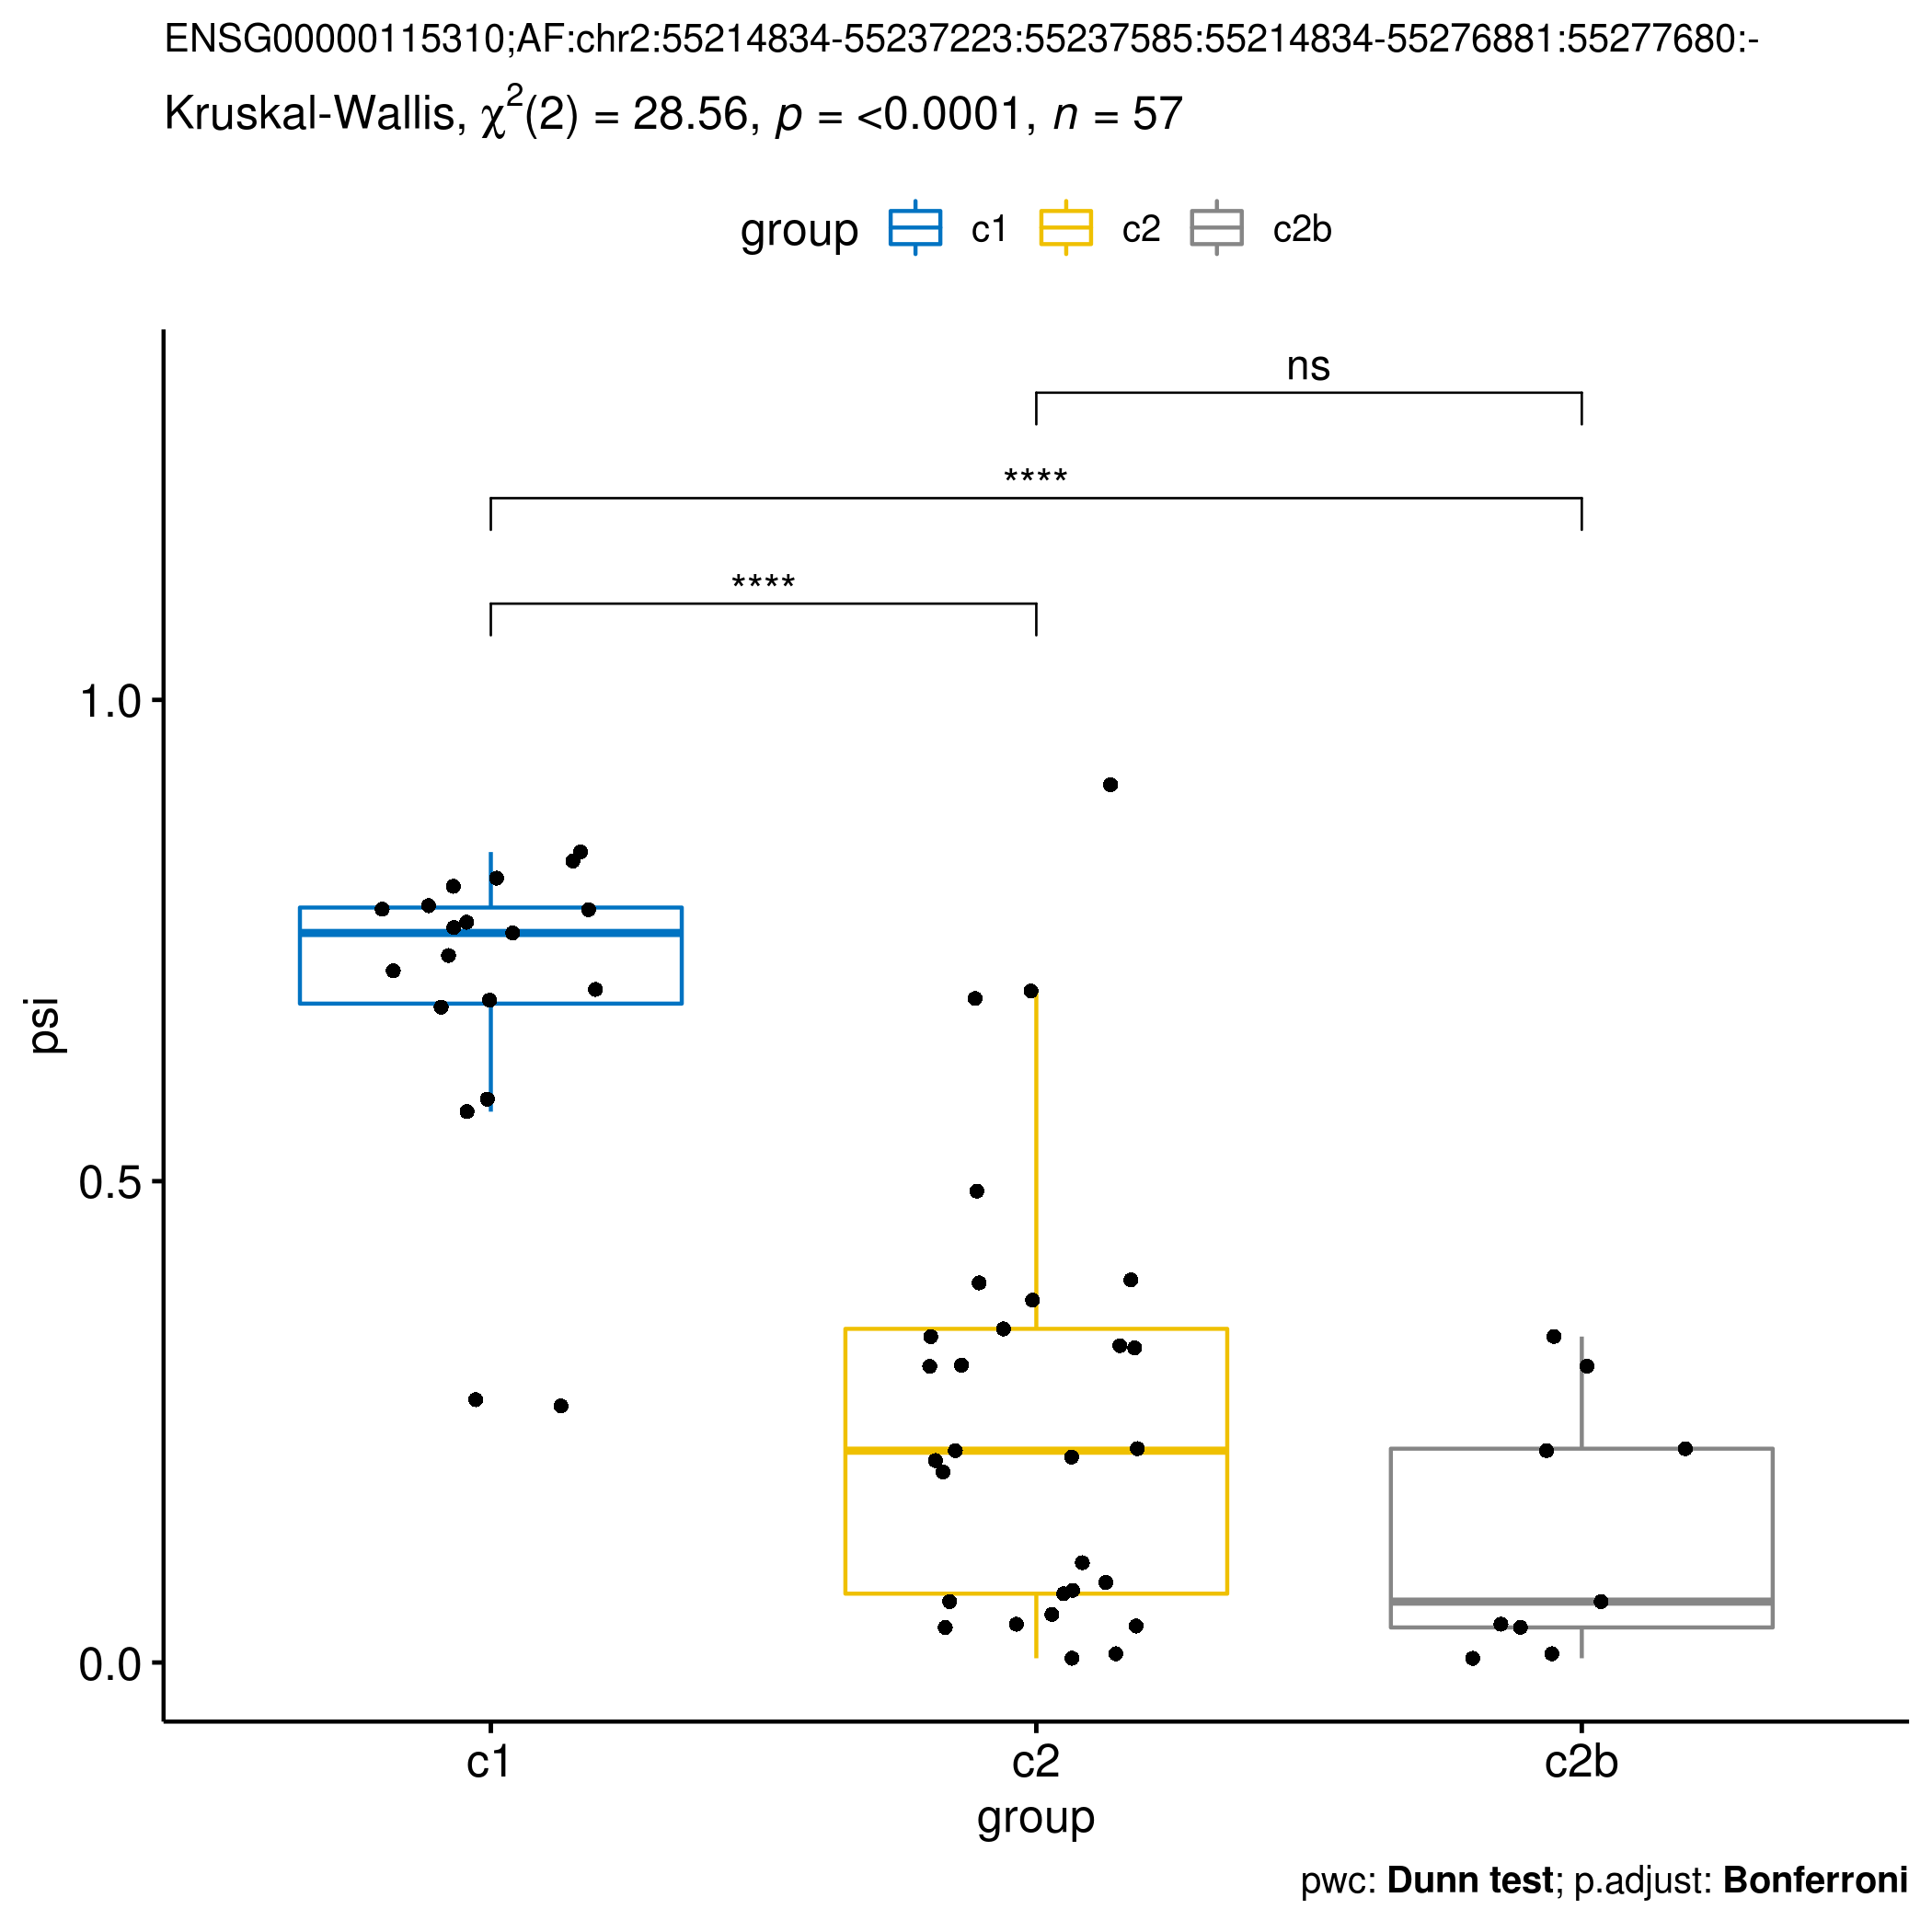 ENSG00000115310;AF:chr2:55214834-55237223:55237585:55214834-55276881:55277680:-
Kruskal-Wallis, χ²(2) = 28.56, p = <0.0001, n = 57
group c1 c2 c2b
ns
****
****
1.0
0.5
0.0
psi
c1 c2 c2b
group
pwc: Dunn test; p.adjust: Bonferroni